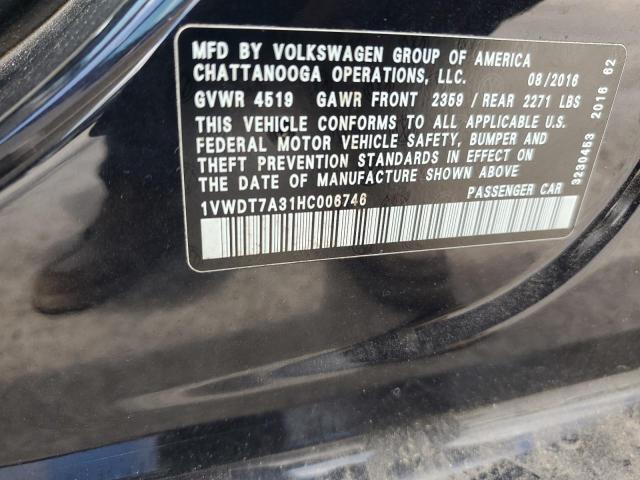 MFD BY VOLKSWAGEN GROUP OF AMERICA
CHATTANOOGA OPERATIONS, LLC. 08/2016
GVWR 4519 GAWR FRONT 2359 / REAR 2271 LBS
THIS VEHICLE CONFORMS TO ALL APPLICABLE U.S.
FEDERAL MOTOR VEHICLE SAFETY, BUMPER AND
THEFT PREVENTION STANDARDS IN EFFECT ON
THE DATE OF MANUFACTURE SHOWN ABOVE
1VWDT7A31HC006746 PASSENGER CAR
3230453 2016 62